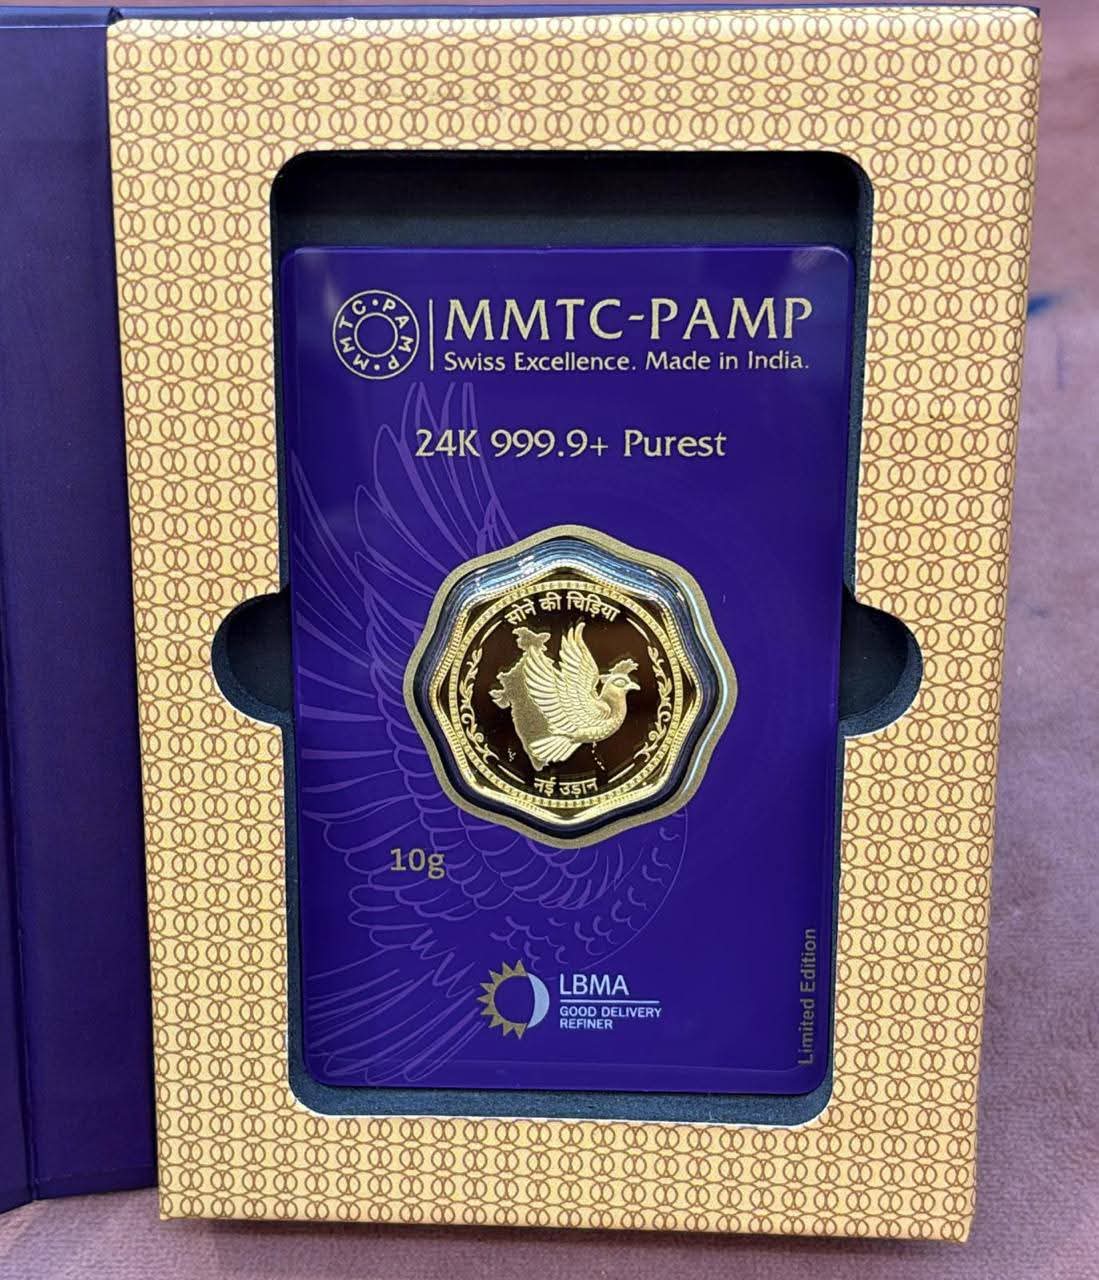 MMTC·PAMP·
MMTC-PAMP
Swiss Excellence. Made in India.
24K 999.9+ Purest
सोने की चिड़िया
नई उड़ान
10g
LBMA
GOOD DELIVERY
REFINER
Limited Edition